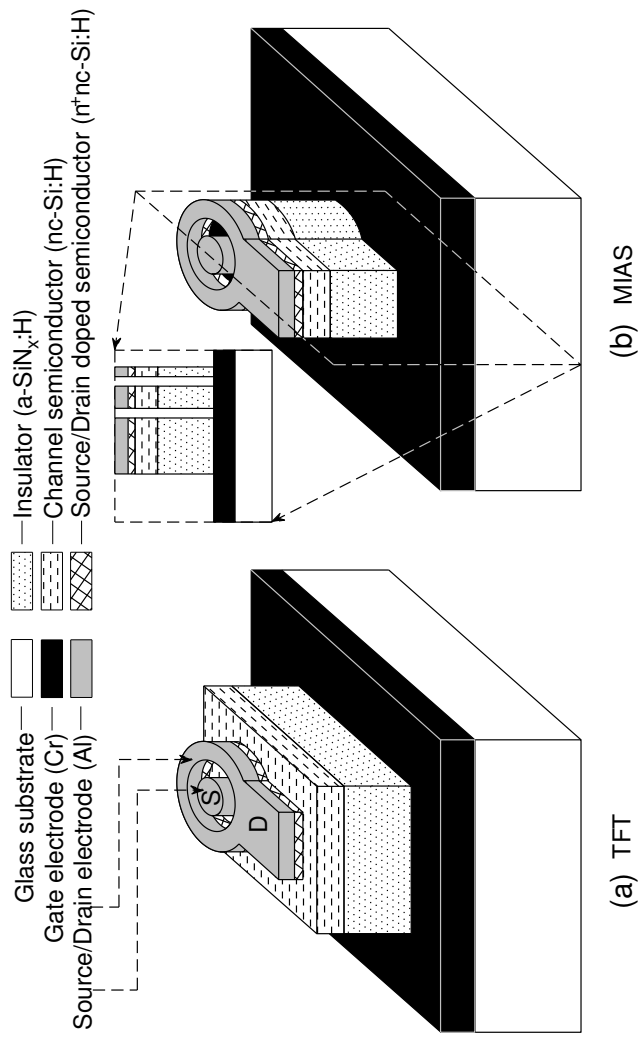 Glass substrate
Gate electrode (Cr)
Source/Drain electrode (Al)
Insulator (a-SiNₓ:H)
Channel semiconductor (nc-Si:H)
Source/Drain doped semiconductor (n⁺nc-Si:H)
S
D
(a) TFT
(b) MIAS